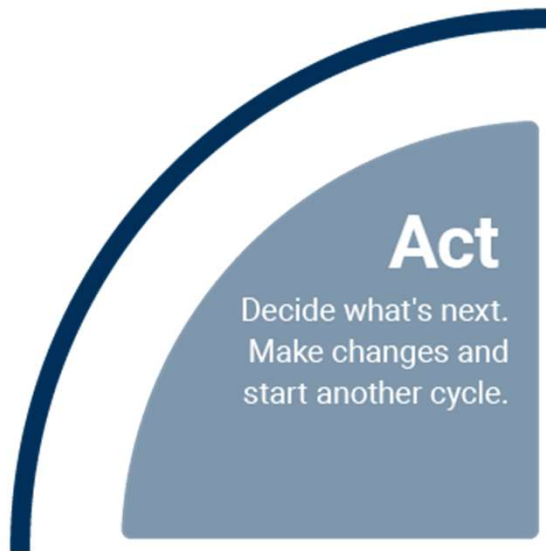 Act
Decide what's next.
Make changes and
start another cycle.